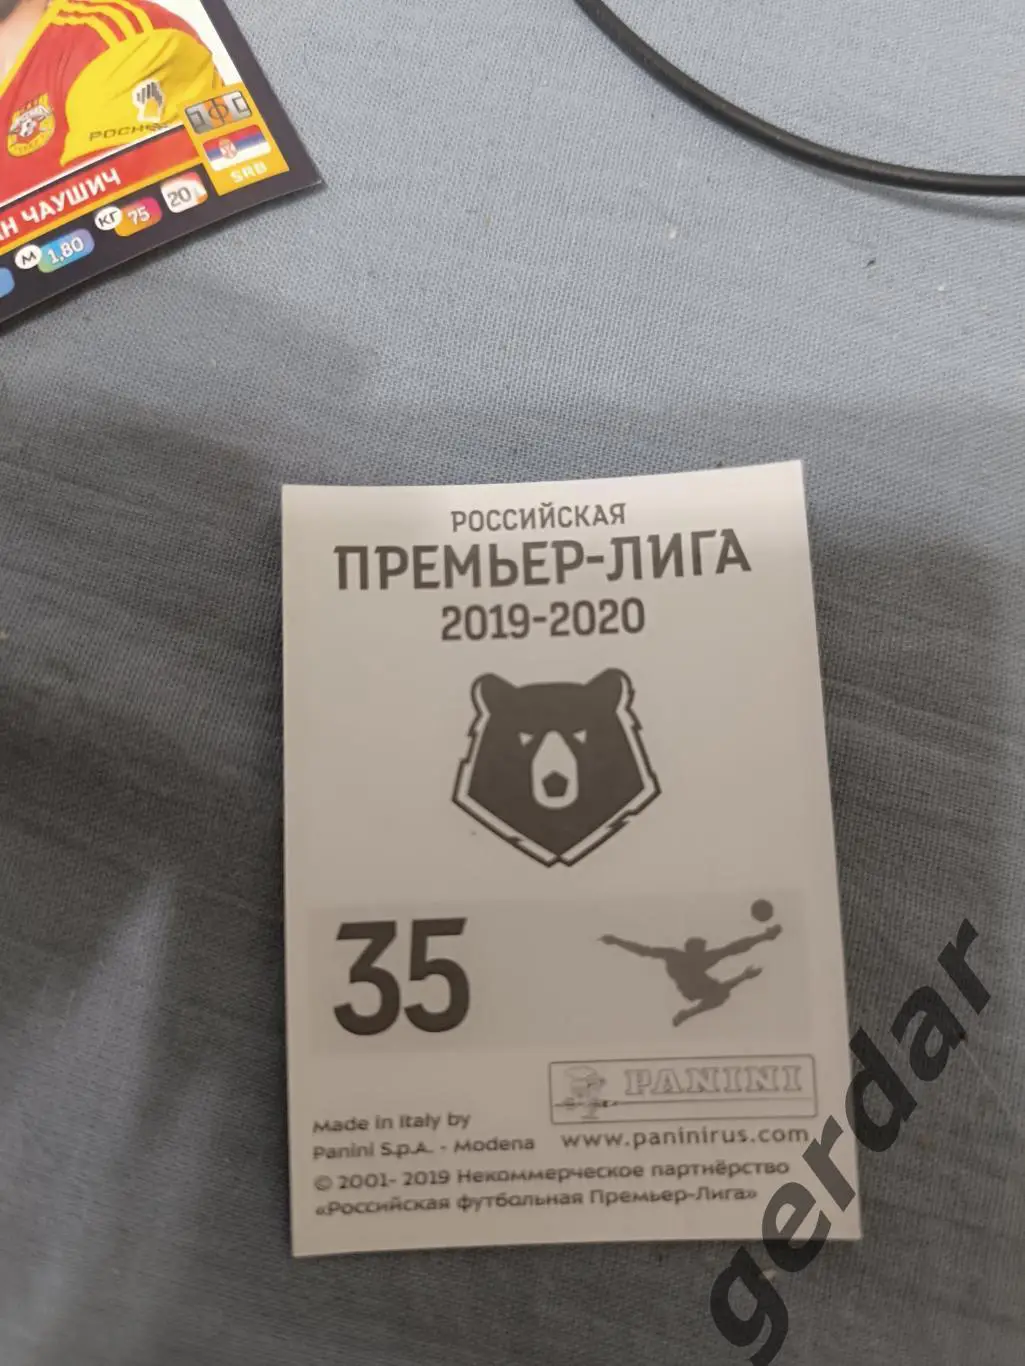 РОСН
SRB
Н ЧАУШИЧ
М 1,80 КГ 75 20
РОССИЙСКАЯ
ПРЕМЬЕР-ЛИГА
2019-2020
35
PANINI
Made in Italy by
Panini S.p.A. - Modena
www.paninirus.com
© 2001- 2019 Некоммерческое партнёрство
«Российская футбольная Премьер-Лига»
gerdar